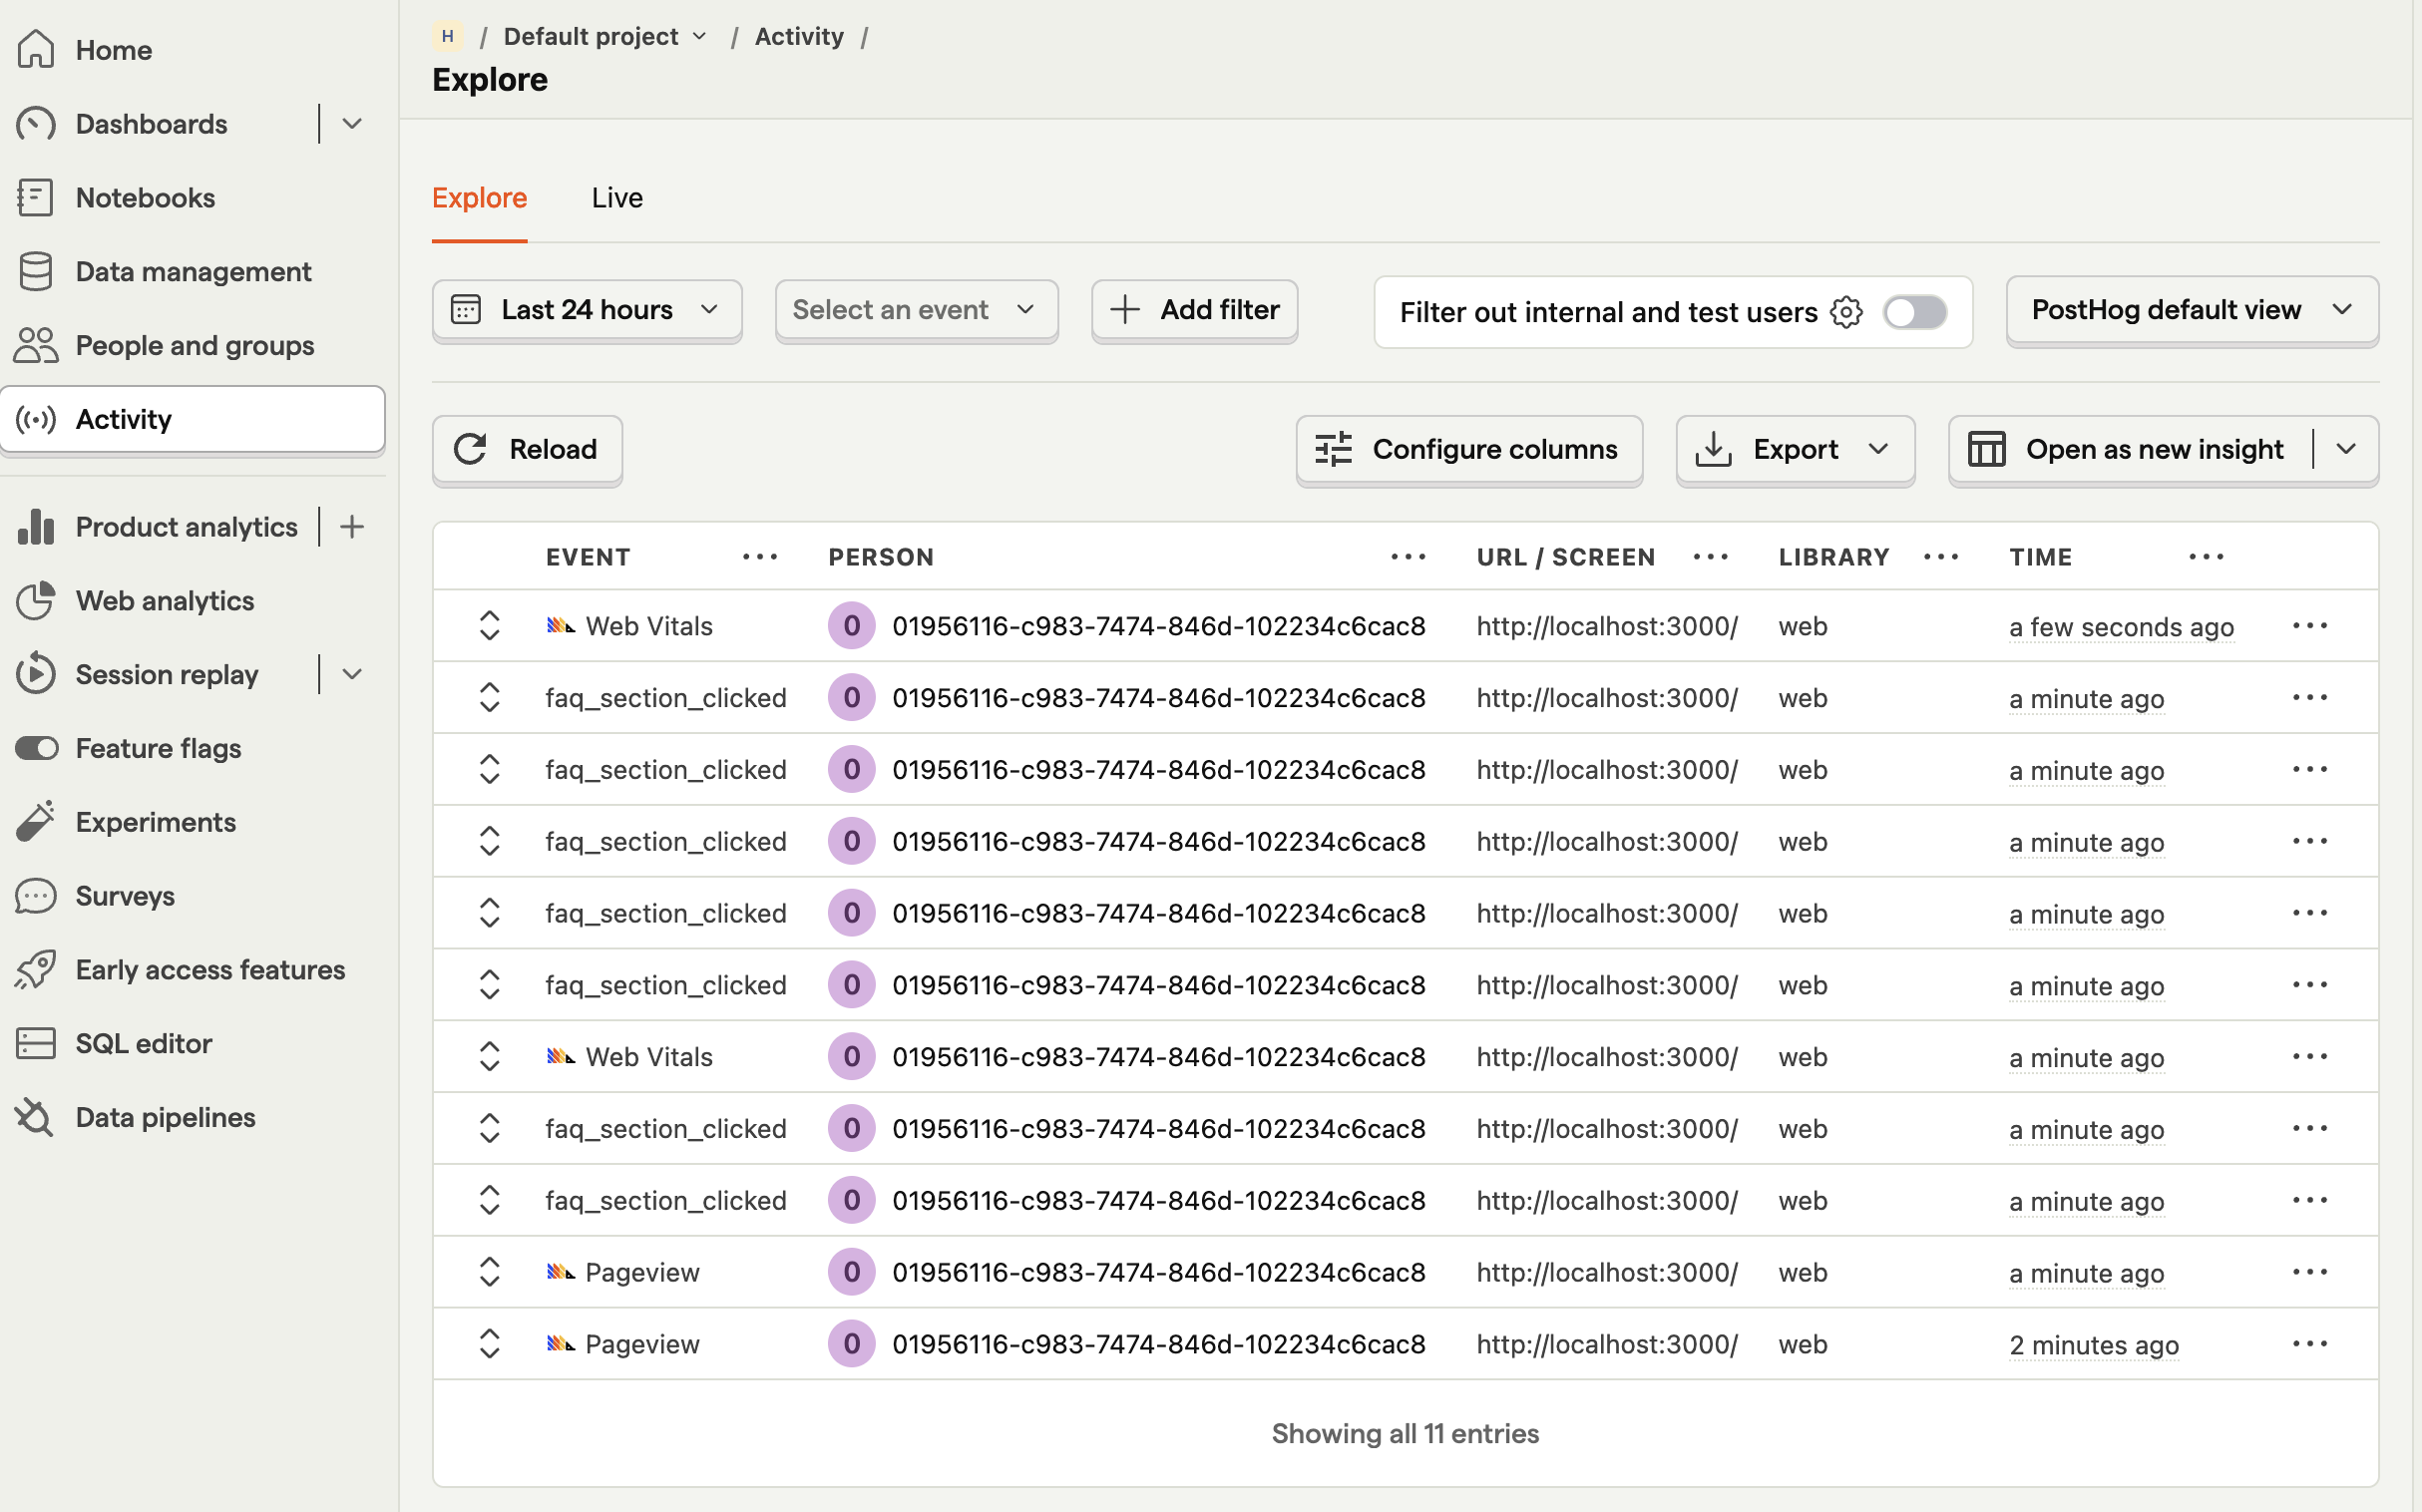 Home
Dashboards
Notebooks
Data management
People and groups
Activity
Product analytics
Web analytics
Session replay
Feature flags
Experiments
Surveys
Early access features
SQL editor
Data pipelines
H / Default project / Activity /
Explore
Explore Live
Last 24 hours Select an event Add filter Filter out internal and test users PostHog default view
Reload Configure columns Export Open as new insight
EVENT PERSON URL / SCREEN LIBRARY TIME
Web Vitals 0 01956116-c983-7474-846d-102234c6cac8 http://localhost:3000/ web a few seconds ago
faq_section_clicked 0 01956116-c983-7474-846d-102234c6cac8 http://localhost:3000/ web a minute ago
faq_section_clicked 0 01956116-c983-7474-846d-102234c6cac8 http://localhost:3000/ web a minute ago
faq_section_clicked 0 01956116-c983-7474-846d-102234c6cac8 http://localhost:3000/ web a minute ago
faq_section_clicked 0 01956116-c983-7474-846d-102234c6cac8 http://localhost:3000/ web a minute ago
faq_section_clicked 0 01956116-c983-7474-846d-102234c6cac8 http://localhost:3000/ web a minute ago
Web Vitals 0 01956116-c983-7474-846d-102234c6cac8 http://localhost:3000/ web a minute ago
faq_section_clicked 0 01956116-c983-7474-846d-102234c6cac8 http://localhost:3000/ web a minute ago
faq_section_clicked 0 01956116-c983-7474-846d-102234c6cac8 http://localhost:3000/ web a minute ago
Pageview 0 01956116-c983-7474-846d-102234c6cac8 http://localhost:3000/ web a minute ago
Pageview 0 01956116-c983-7474-846d-102234c6cac8 http://localhost:3000/ web 2 minutes ago
Showing all 11 entries